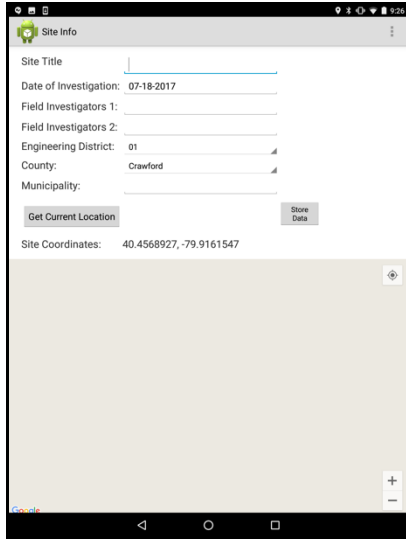 9:26
Site Info
Site Title
Date of Investigation: 07-18-2017
Field Investigators 1:
Field Investigators 2:
Engineering District: 01
County: Crawford
Municipality:
Get Current Location
Store
Data
Site Coordinates: 40.4568927, -79.9161547
+
−
Google